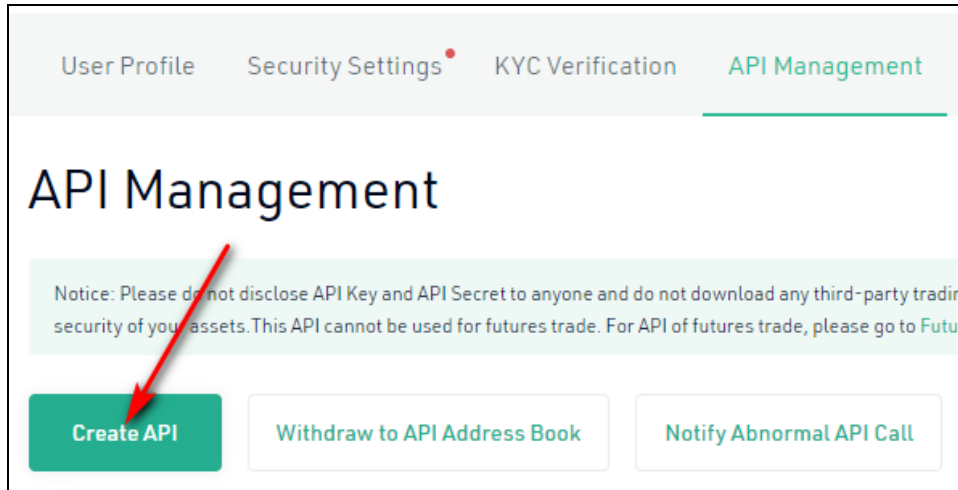 User Profile Security Settings KYC Verification API Management
API Management
Notice: Please do not disclose API Key and API Secret to anyone and do not download any third-party
security of your assets.This API cannot be used for futures trade. For API of futures trade, please go to
Create API Withdraw to API Address Book Notify Abnormal API Call